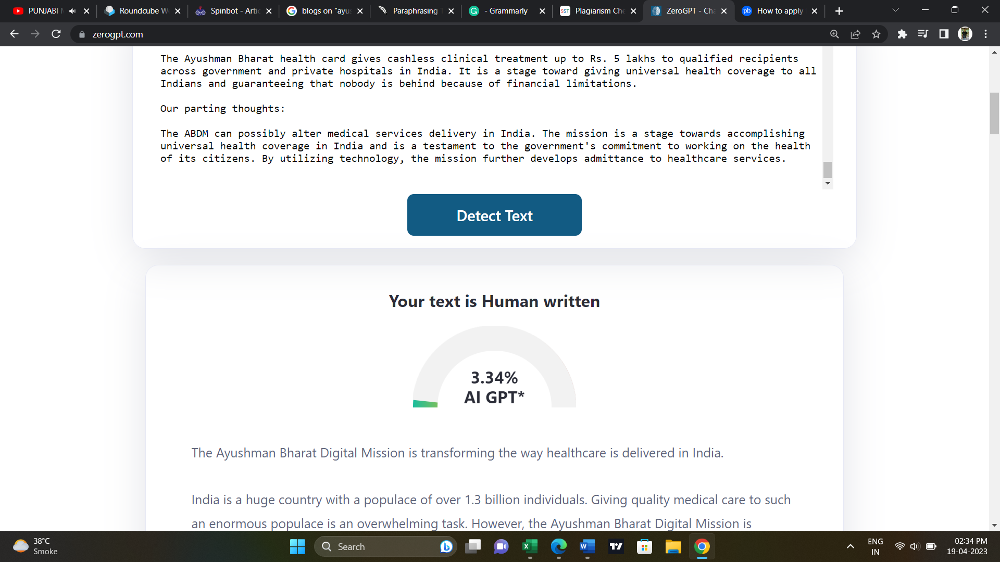 PUNJABI
Roundcube W
Spinbot - Artic
blogs on "ayus
Paraphrasing T
- Grammarly
SST Plagiarism Che
ZeroGPT - Cha
pb How to apply
zerogpt.com
The Ayushman Bharat health card gives cashless clinical treatment up to Rs. 5 lakhs to qualified recipients
across government and private hospitals in India. It is a stage toward giving universal health coverage to all
Indians and guaranteeing that nobody is behind because of financial limitations.
Our parting thoughts:
The ABDM can possibly alter medical services delivery in India. The mission is a stage towards accomplishing
universal health coverage in India and is a testament to the government's commitment to working on the health
of its citizens. By utilizing technology, the mission further develops admittance to healthcare services.
Detect Text
Your text is Human written
3.34%
AI GPT*
The Ayushman Bharat Digital Mission is transforming the way healthcare is delivered in India.
India is a huge country with a populace of over 1.3 billion individuals. Giving quality medical care to such
an enormous populace is an overwhelming task. However, the Ayushman Bharat Digital Mission is
38°C
Smoke
Search
ENG
IN
02:34 PM
19-04-2023